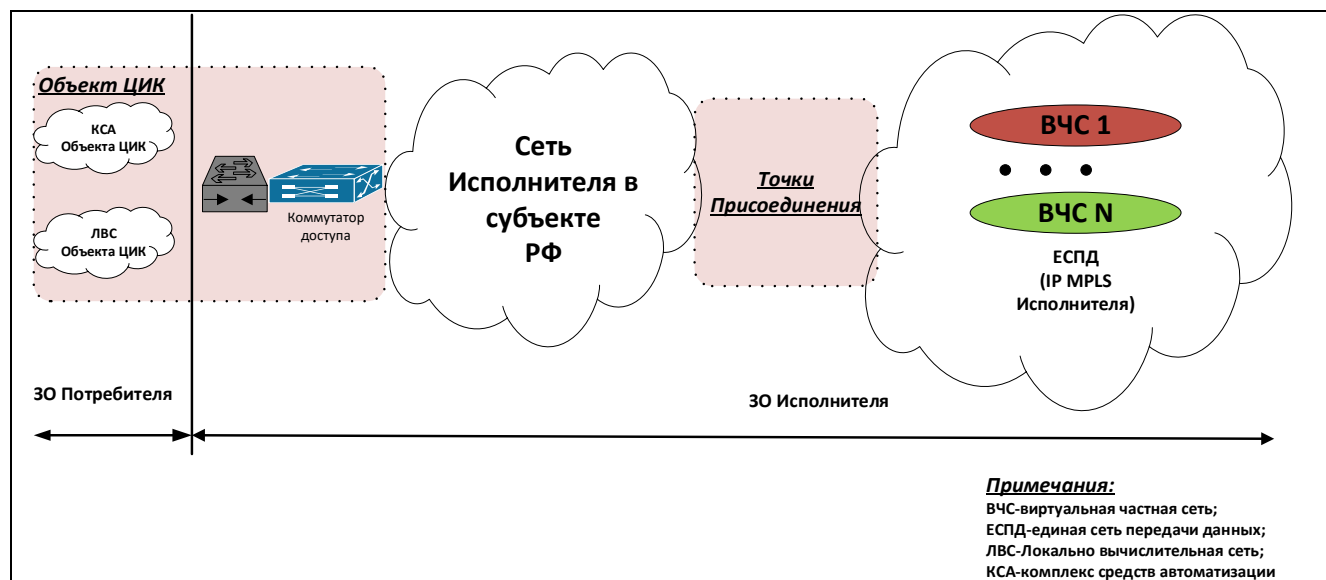 Объект ЦИК
КСА
Объекта ЦИК
ЛВС
Объекта ЦИК
Коммутатор
доступа
Сеть
Исполнителя в
субъекте
РФ
Точки
Присоединения
ВЧС 1
ВЧС N
ЕСПД
(IP MPLS
Исполнителя)
ЗО Потребителя
ЗО Исполнителя
Примечания:
ВЧС-виртуальная частная сеть;
ЕСПД-единая сеть передачи данных;
ЛВС-Локально вычислительная сеть;
КСА-комплекс средств автоматизации